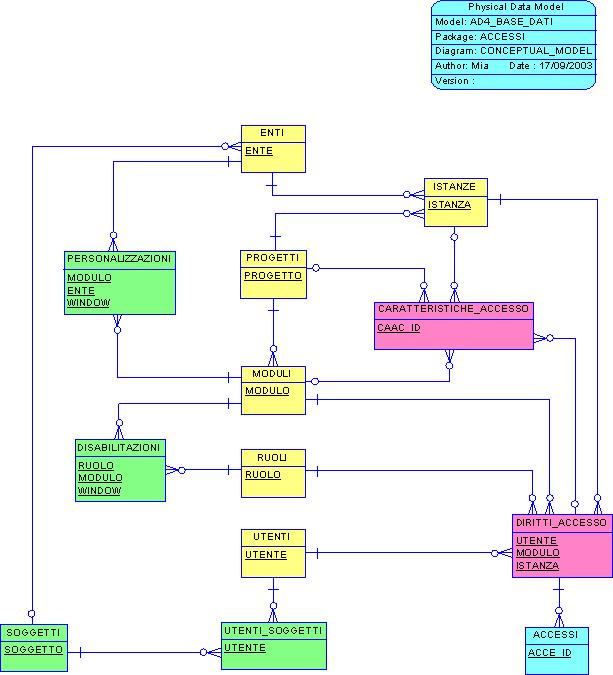 Physical Data Model
Model: AD4_BASE_DATI
Package: ACCESSI
Diagram: CONCEPTUAL_MODEL
Author: Mia Date : 17/09/2003
Version :
ENTI
ENTE
ISTANZE
ISTANZA
PERSONALIZZAZIONI
MODULO
ENTE
WINDOW
PROGETTI
PROGETTO
CARATTERISTICHE_ACCESSO
CAAC_ID
MODULI
MODULO
DISABILITAZIONI
RUOLO
MODULO
WINDOW
RUOLI
RUOLO
DIRITTI_ACCESSO
UTENTE
MODULO
ISTANZA
UTENTI
UTENTE
SOGGETTI
SOGGETTO
UTENTI_SOGGETTI
UTENTE
ACCESSI
ACCE_ID